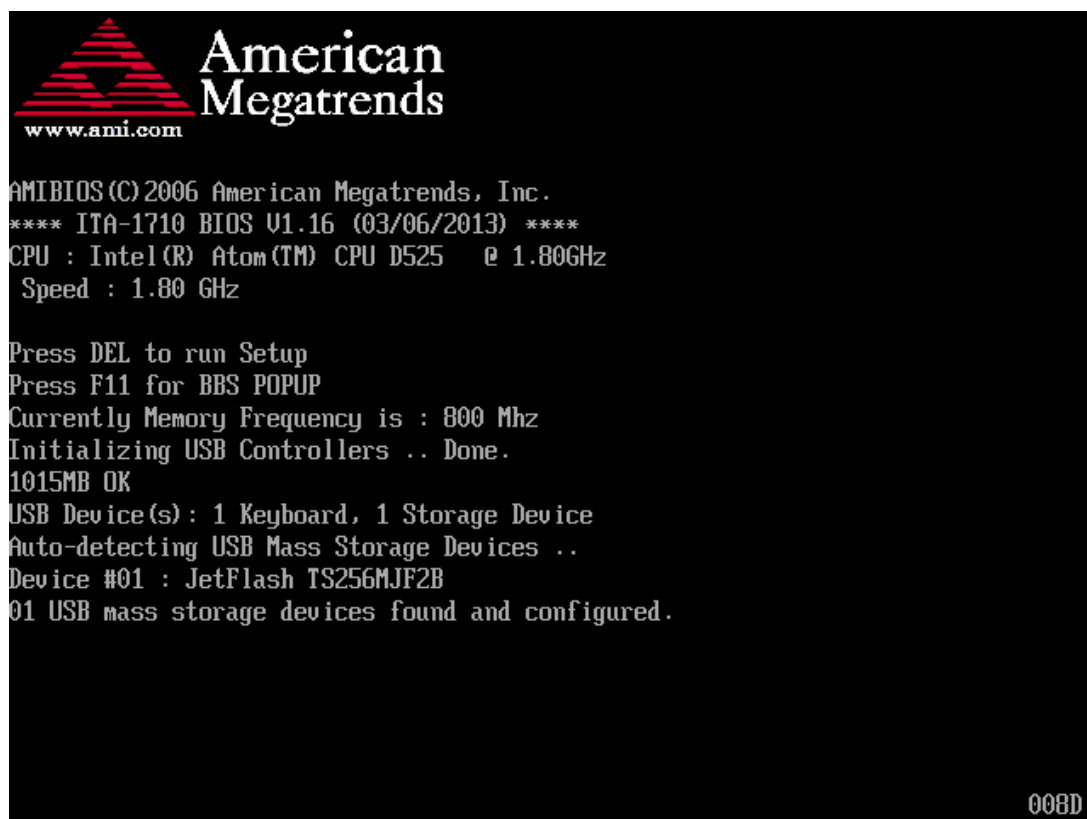 American
Megatrends
www.ami.com
AMIBIOS(C)2006 American Megatrends, Inc.
**** ITA-1710 BIOS V1.16 (03/06/2013) ****
CPU : Intel(R) Atom(TM) CPU D525   @ 1.80GHz
Speed : 1.80 GHz
Press DEL to run Setup
Press F11 for BBS POPUP
Currently Memory Frequency is : 800 Mhz
Initializing USB Controllers .. Done.
1015MB OK
USB Device(s): 1 Keyboard, 1 Storage Device
Auto-detecting USB Mass Storage Devices ..
Device #01 : JetFlash TS256MJF2B
01 USB mass storage devices found and configured.
008D